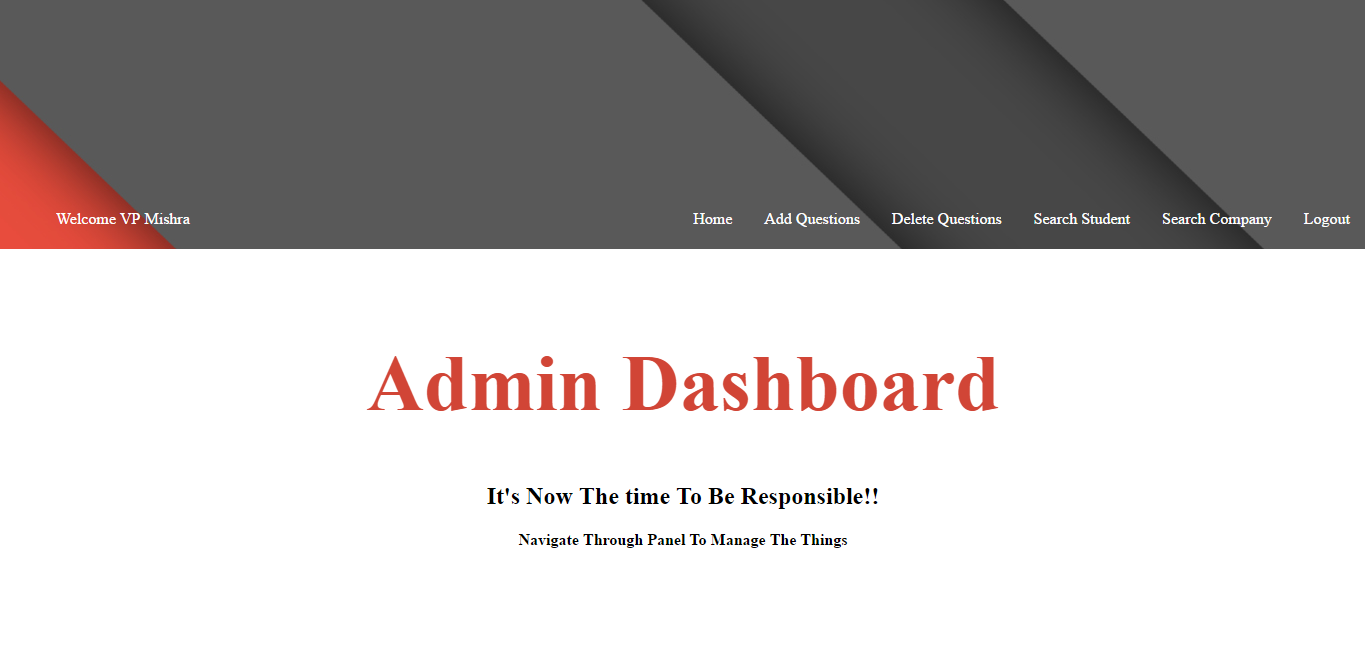 Welcome VP Mishra Home Add Questions Delete Questions Search Student Search Company Logout
Admin Dashboard
It's Now The time To Be Responsible!!
Navigate Through Panel To Manage The Things